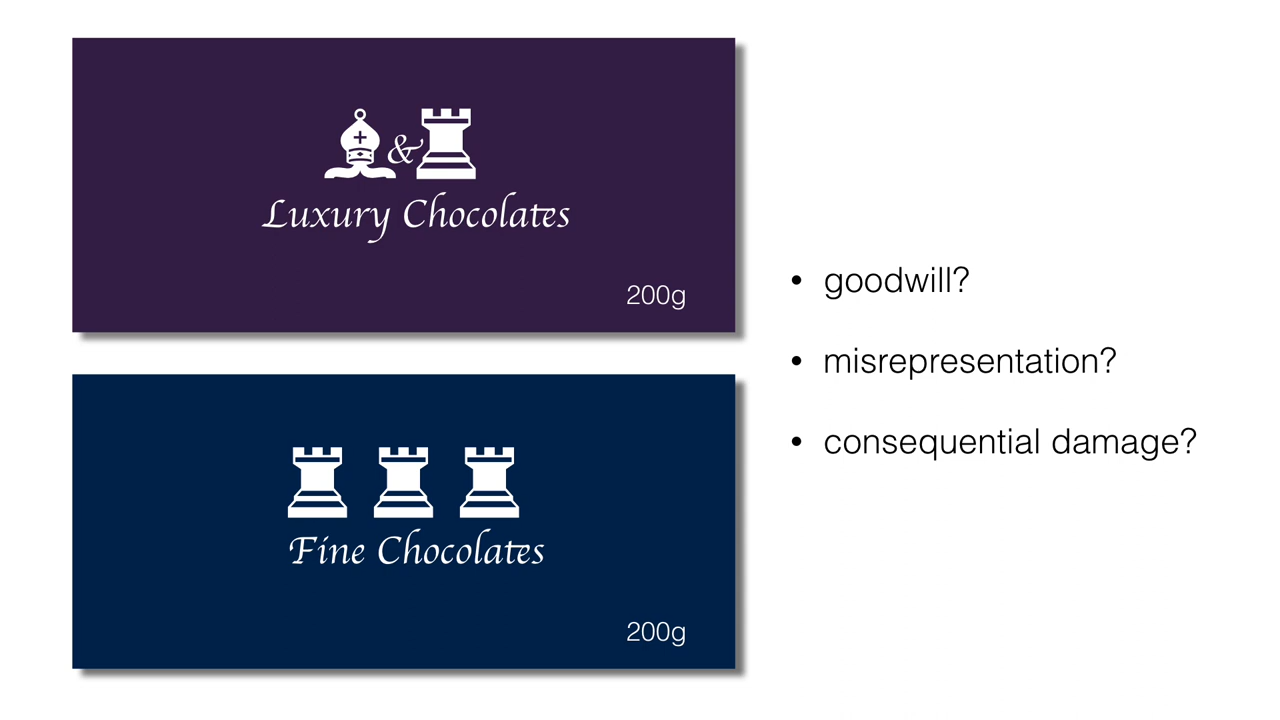 &
Luxury Chocolates
200g
Fine Chocolates
200g
• goodwill?
• misrepresentation?
• consequential damage?